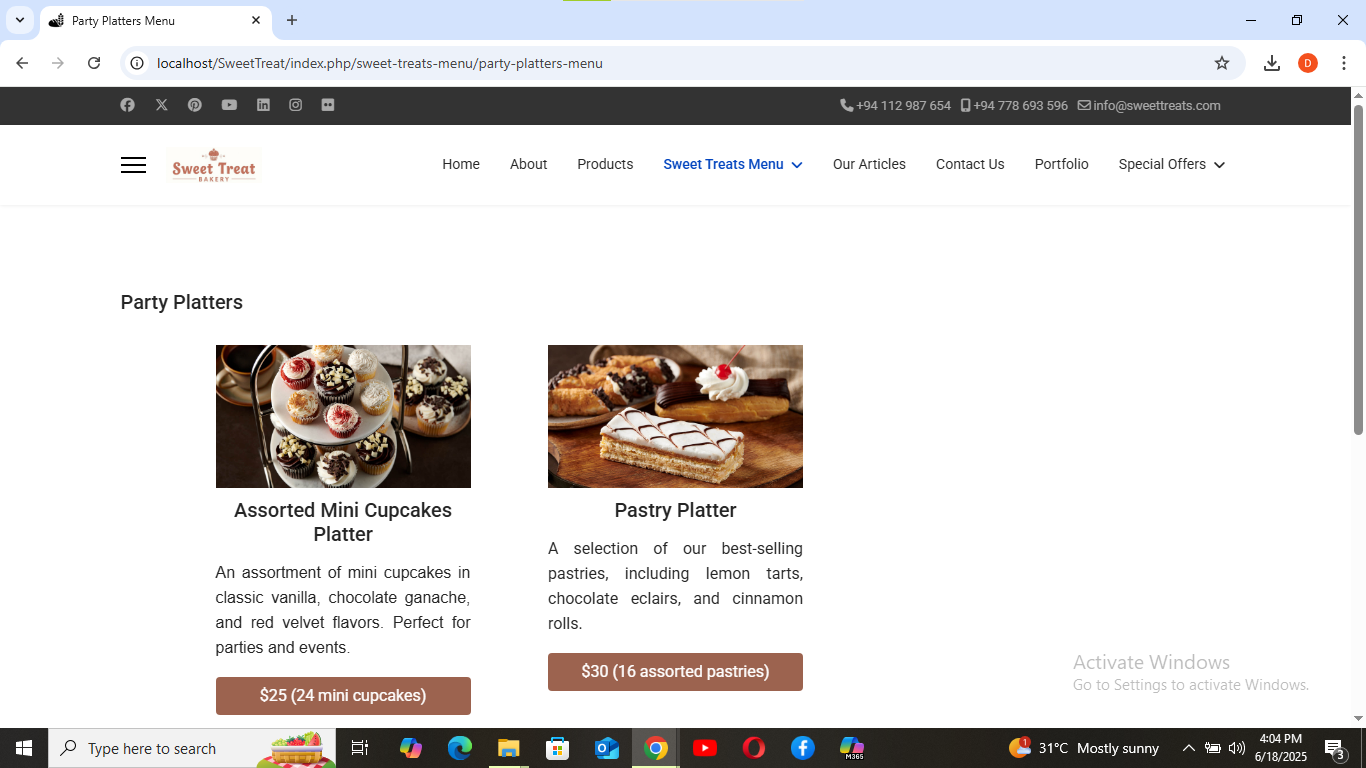 Party Platters Menu
localhost/SweetTreat/index.php/sweet-treats-menu/party-platters-menu
D
+94 112 987 654 +94 778 693 596 info@sweettreats.com
Sweet Treat
BAKERY
Home About Products Sweet Treats Menu Our Articles Contact Us Portfolio Special Offers
Party Platters
Assorted Mini Cupcakes
Platter
An assortment of mini cupcakes in
classic vanilla, chocolate ganache,
and red velvet flavors. Perfect for
parties and events.
$25 (24 mini cupcakes)
Pastry Platter
A selection of our best-selling
pastries, including lemon tarts,
chocolate eclairs, and cinnamon
rolls.
$30 (16 assorted pastries)
Activate Windows
Go to Settings to activate Windows.
Type here to search
M365
1
31°C Mostly sunny
4:04 PM
6/18/2025
3